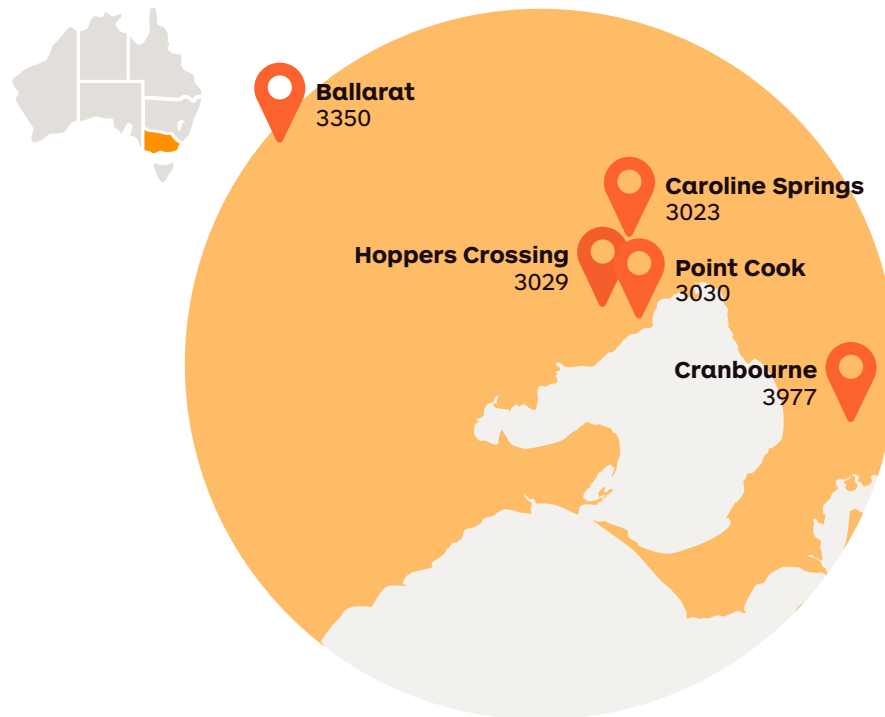 Ballarat
3350
Caroline Springs
3023
Hoppers Crossing
3029
Point Cook
3030
Cranbourne
3977